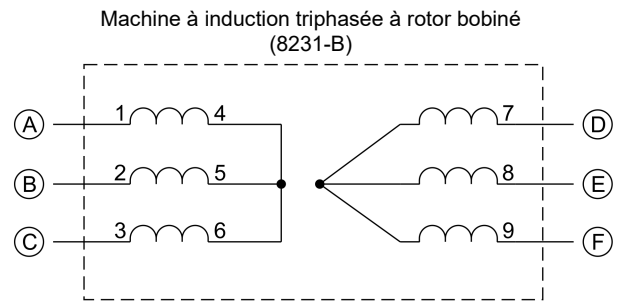 Machine à induction triphasée à rotor bobiné
(8231-B)
A 1 4 7 D
B 2 5 8 E
C 3 6 9 F